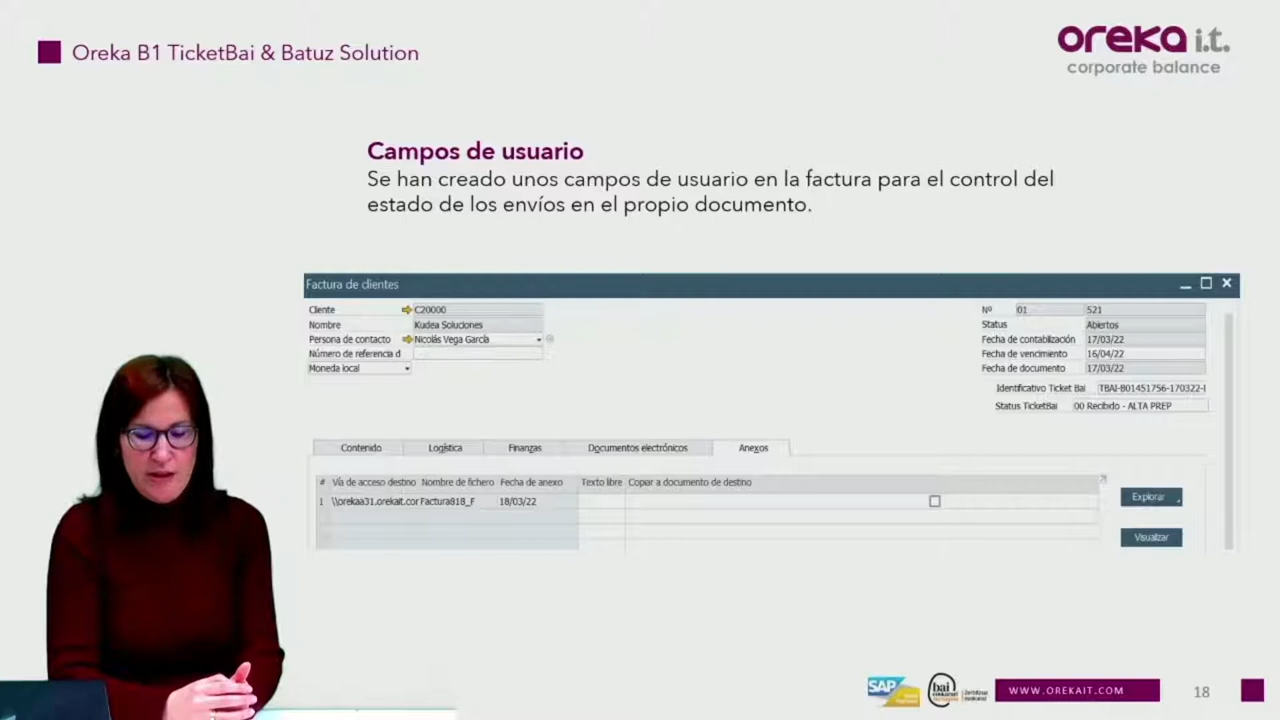 Oreka B1 TicketBai & Batuz Solution
oreka i.t.
corporate balance
Campos de usuario
Se han creado unos campos de usuario en la factura para el control del
estado de los envíos en el propio documento.
Factura de clientes
Cliente C20000
Nombre Kudea Soluciones
Persona de contacto Nicolás Vega García
Número de referencia d
Moneda local
Nº 01 521
Status Abiertos
Fecha de contabilización 17/03/22
Fecha de vencimiento 16/04/22
Fecha de documento 17/03/22
Identificativo Ticket Bai TBAI-B01451756-170322-
Status TicketBai 00 Recibido - ALTA PREP
Contenido Logística Finanzas Documentos electrónicos Anexos
# Vía de acceso destino Nombre de fichero Fecha de anexo Texto libre Copiar a documento de destino
1 \\orekaa31.orekait.cor Factura818_F 18/03/22
Explorar
Visualizar
SAP
bai
WWW.OREKAIT.COM
18